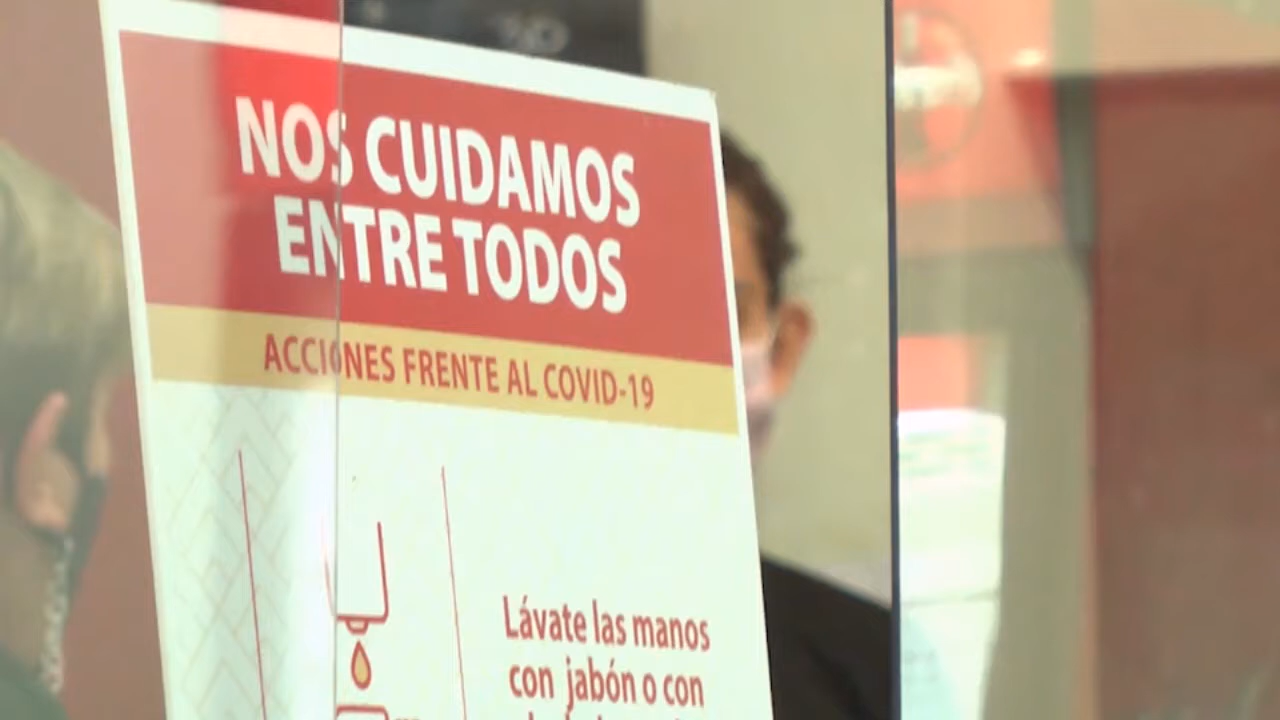 NOS CUIDAMOS
ENTRE TODOS
ACCIONES FRENTE AL COVID-19
Lávate las manos
con jabón o con